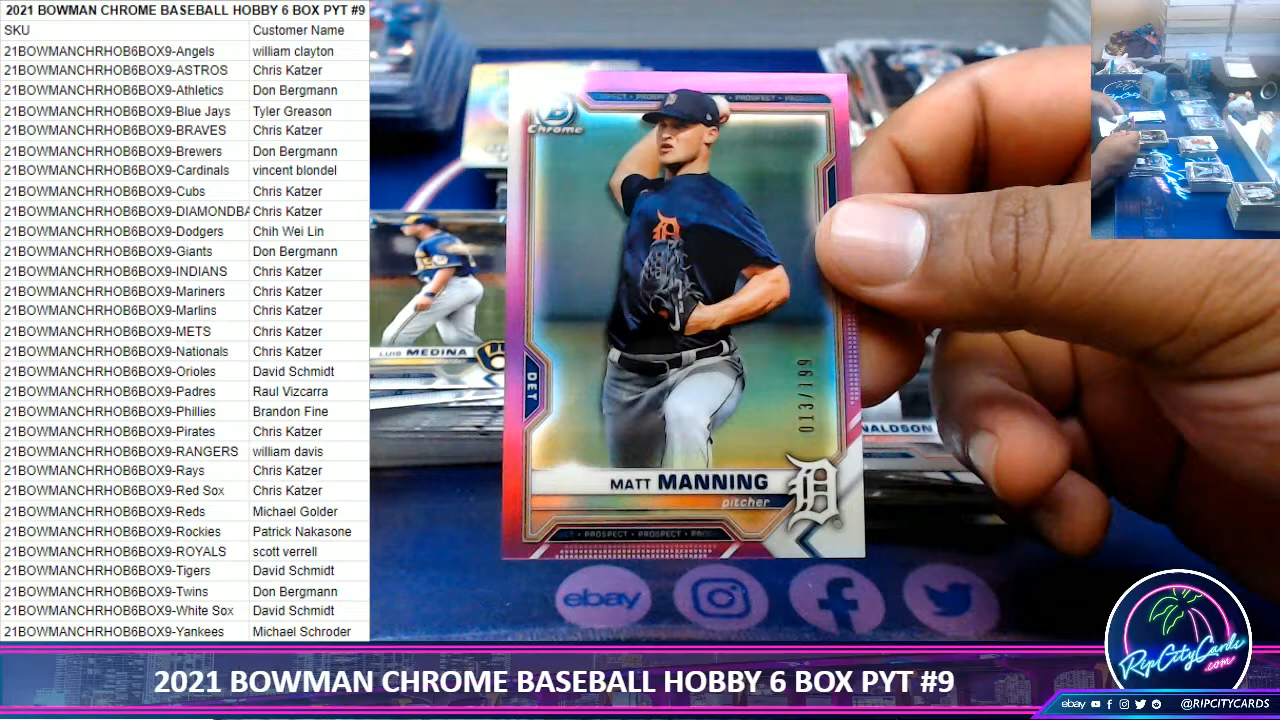 2021 BOWMAN CHROME BASEBALL HOBBY 6 BOX PYT #9
SKU Customer Name
21BOWMANCHRHOB6BOX9-Angels william clayton
21BOWMANCHRHOB6BOX9-ASTROS Chris Katzer
21BOWMANCHRHOB6BOX9-Athletics Don Bergmann
21BOWMANCHRHOB6BOX9-Blue Jays Tyler Greason
21BOWMANCHRHOB6BOX9-BRAVES Chris Katzer
21BOWMANCHRHOB6BOX9-Brewers Don Bergmann
21BOWMANCHRHOB6BOX9-Cardinals vincent blondel
21BOWMANCHRHOB6BOX9-Cubs Chris Katzer
21BOWMANCHRHOB6BOX9-DIAMONDBA Chris Katzer
21BOWMANCHRHOB6BOX9-Dodgers Chih Wei Lin
21BOWMANCHRHOB6BOX9-Giants Don Bergmann
21BOWMANCHRHOB6BOX9-INDIANS Chris Katzer
21BOWMANCHRHOB6BOX9-Mariners Chris Katzer
21BOWMANCHRHOB6BOX9-Marlins Chris Katzer
21BOWMANCHRHOB6BOX9-METS Chris Katzer
21BOWMANCHRHOB6BOX9-Nationals Chris Katzer
21BOWMANCHRHOB6BOX9-Orioles David Schmidt
21BOWMANCHRHOB6BOX9-Padres Raul Vizcarra
21BOWMANCHRHOB6BOX9-Phillies Brandon Fine
21BOWMANCHRHOB6BOX9-Pirates Chris Katzer
21BOWMANCHRHOB6BOX9-RANGERS william davis
21BOWMANCHRHOB6BOX9-Rays Chris Katzer
21BOWMANCHRHOB6BOX9-Red Sox Chris Katzer
21BOWMANCHRHOB6BOX9-Reds Michael Golder
21BOWMANCHRHOB6BOX9-Rockies Patrick Nakasone
21BOWMANCHRHOB6BOX9-ROYALS scott verrell
21BOWMANCHRHOB6BOX9-Tigers David Schmidt
21BOWMANCHRHOB6BOX9-Twins Don Bergmann
21BOWMANCHRHOB6BOX9-White Sox David Schmidt
21BOWMANCHRHOB6BOX9-Yankees Michael Schroder
PROSPECT
B
Chrome
D
DET
013/199
MATT MANNING
pitcher
D
PROSPECT • PROSPECT
LUIS MEDINA
NALDSON
ebay
RipCityCards
.com
2021 BOWMAN CHROME BASEBALL HOBBY 6 BOX PYT #9
ebay @RIPCITYCARDS